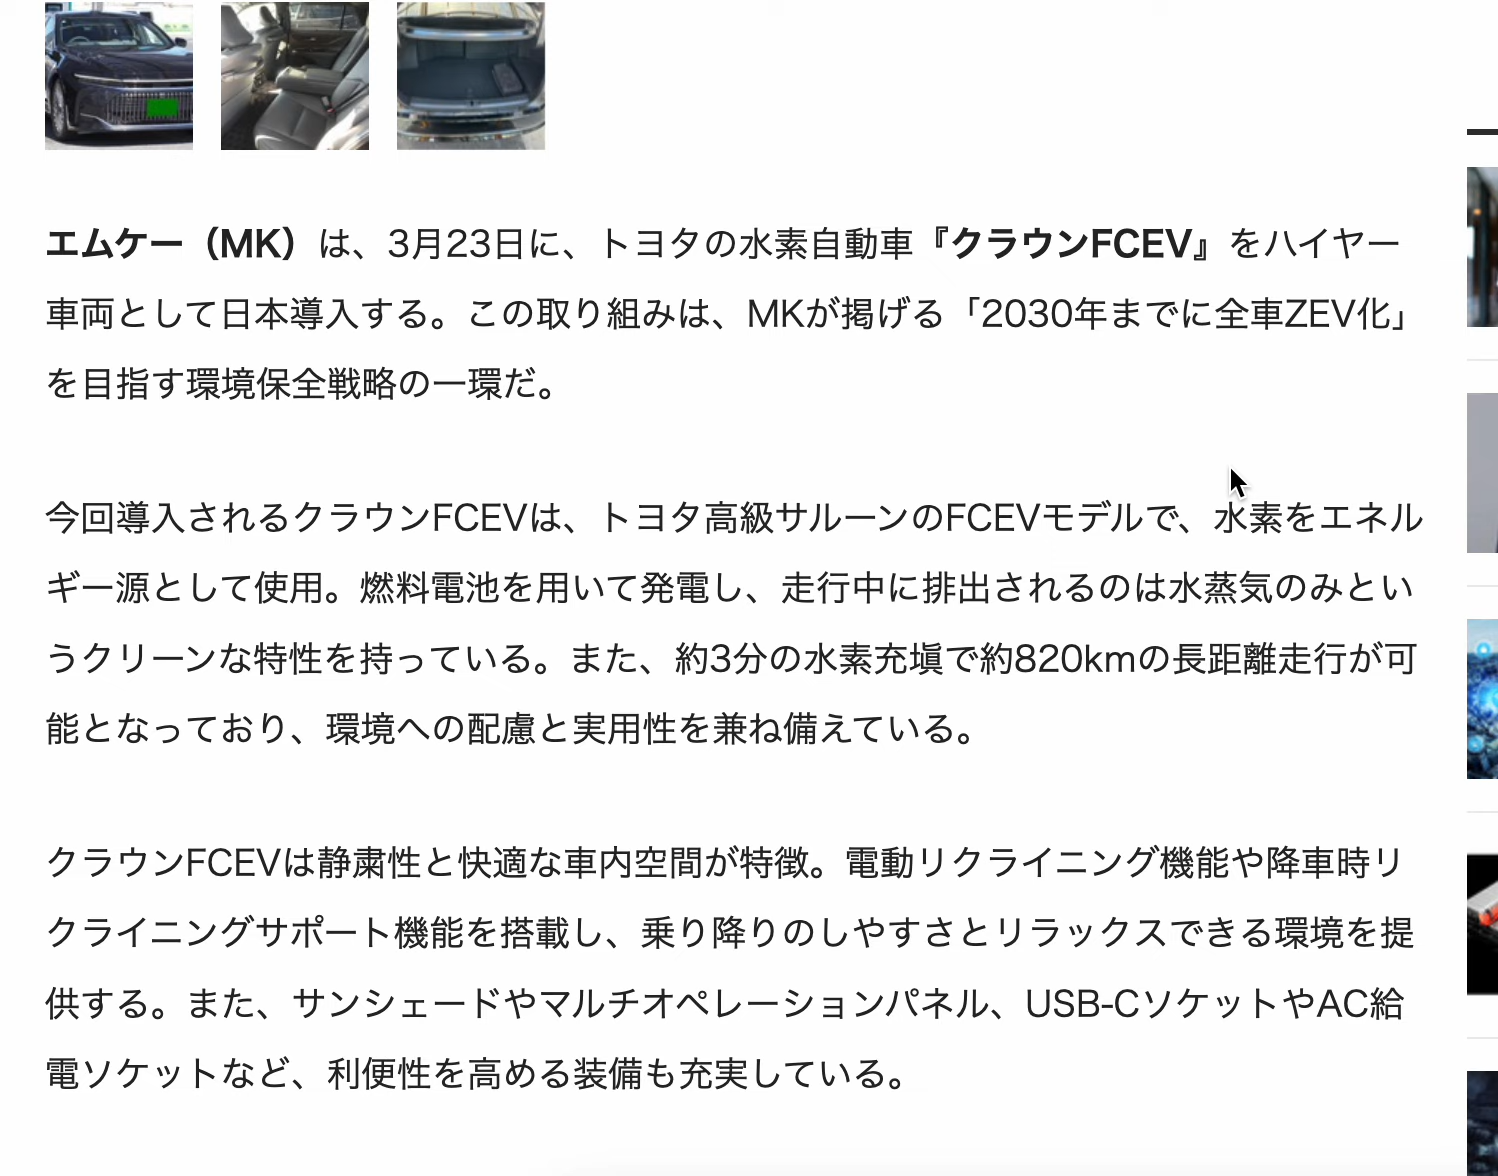 エムケー（MK）は、3月23日に、トヨタの水素自動車『クラウンFCEV』をハイヤー
車両として日本導入する。この取り組みは、MKが掲げる「2030年までに全車ZEV化」
を目指す環境保全戦略の一環だ。
今回導入されるクラウンFCEVは、トヨタ高級サルーンのFCEVモデルで、水素をエネル
ギー源として使用。燃料電池を用いて発電し、走行中に排出されるのは水蒸気のみとい
うクリーンな特性を持っている。また、約3分の水素充塡で約820kmの長距離走行が可
能となっており、環境への配慮と実用性を兼ね備えている。
クラウンFCEVは静粛性と快適な車内空間が特徴。電動リクライニング機能や降車時リ
クライニングサポート機能を搭載し、乗り降りのしやすさとリラックスできる環境を提
供する。また、サンシェードやマルチオペレーションパネル、USB-CソケットやAC給
電ソケットなど、利便性を高める装備も充実している。